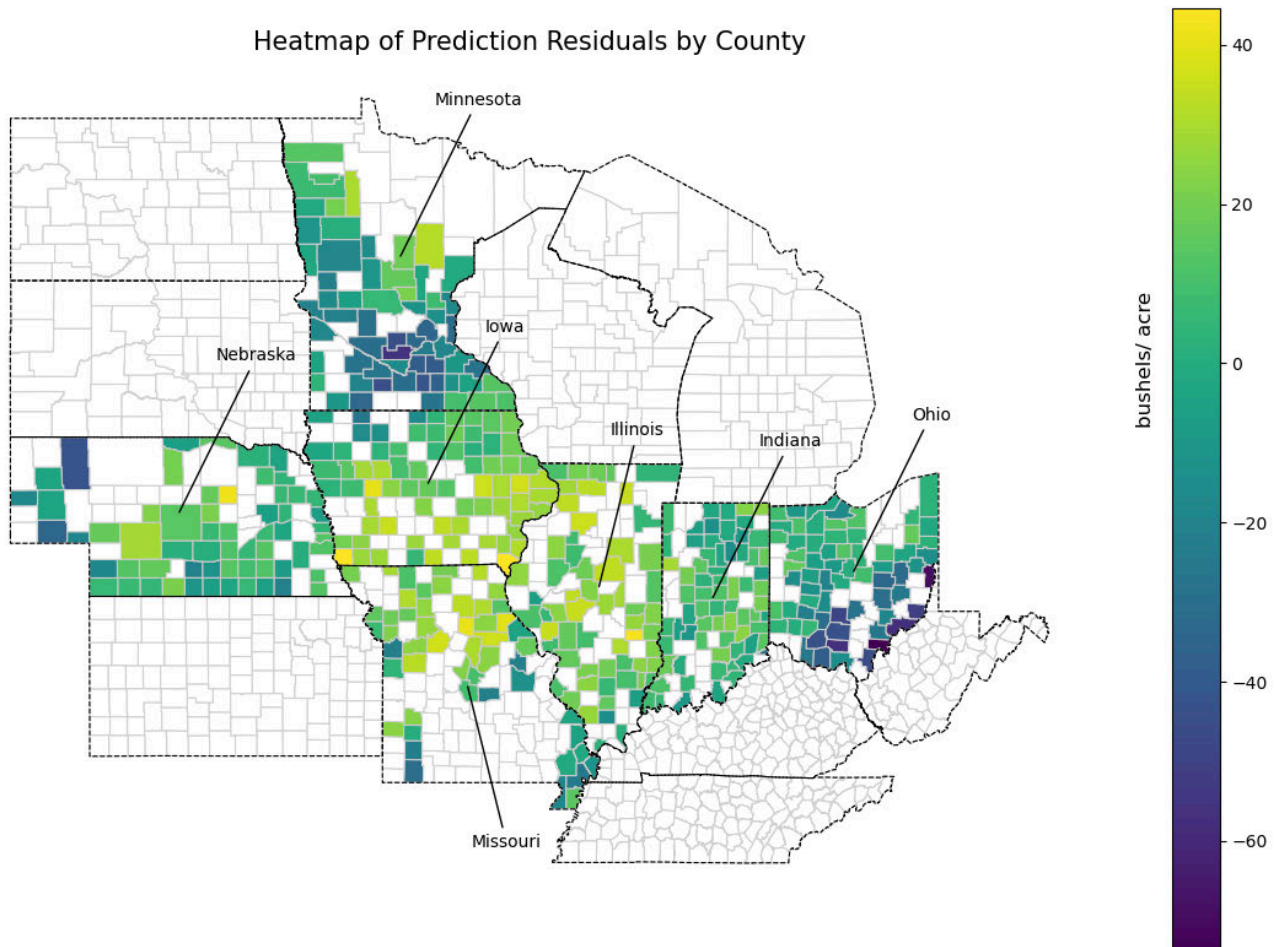 Heatmap of Prediction Residuals by County
Minnesota
Iowa
Nebraska
Illinois
Indiana
Ohio
Missouri
40
20
0
−20
−40
−60
bushels/ acre